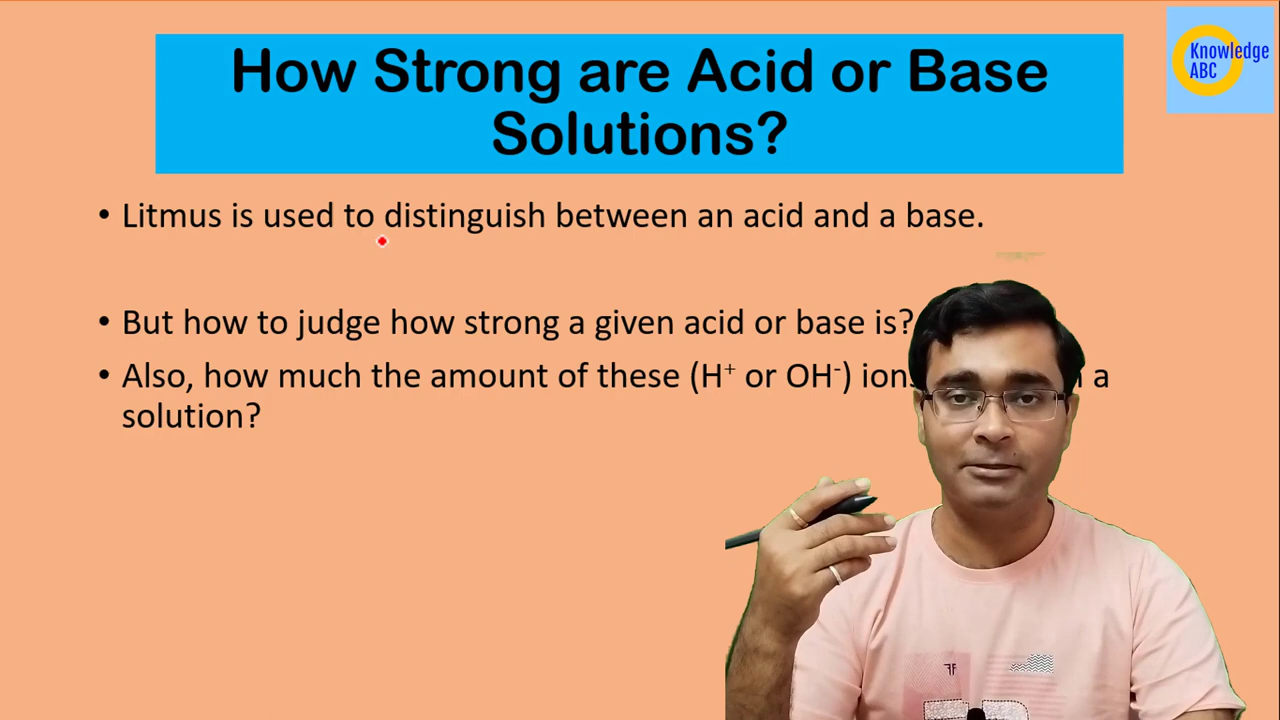 How Strong are Acid or Base
Solutions?
Knowledge
ABC
• Litmus is used to distinguish between an acid and a base.
• But how to judge how strong a given acid or base is?
• Also, how much the amount of these (H⁺ or OH⁻) ions a
solution?